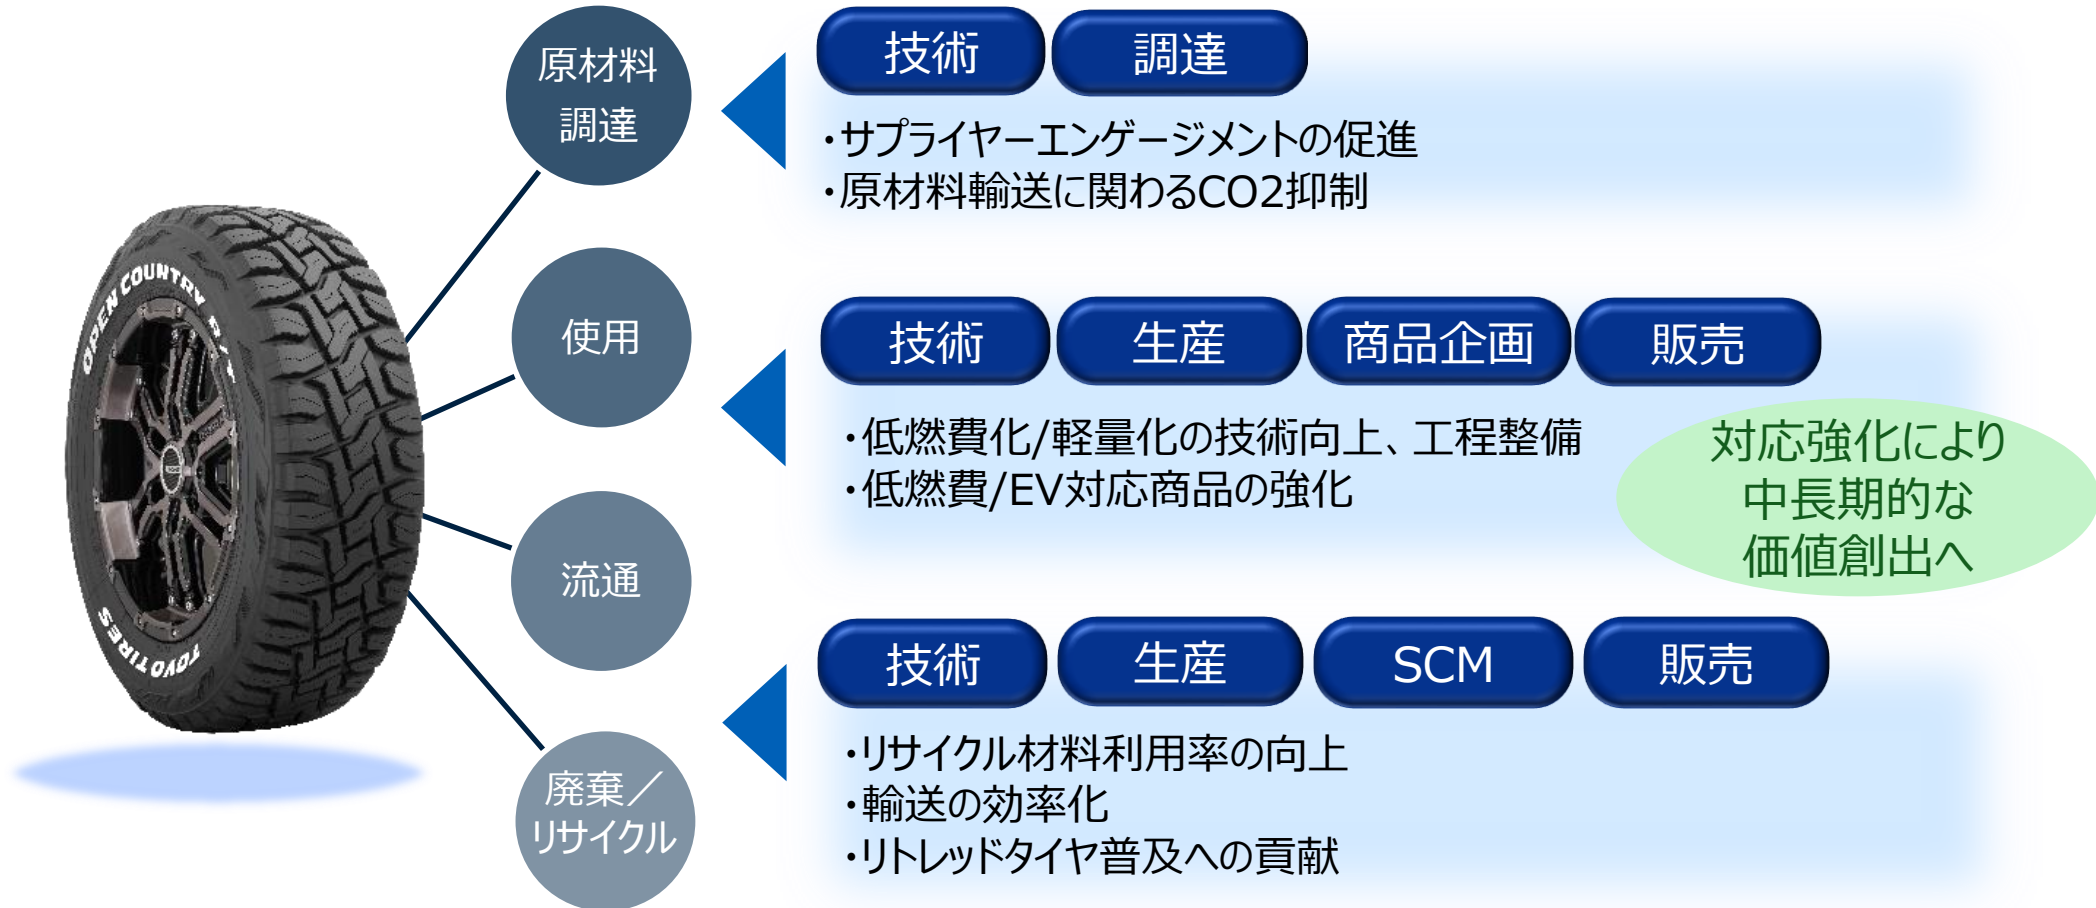 原材料
調達
使用
流通
廃棄／
リサイクル
OPEN COUNTRY R/T
TOYO TIRES
技術
調達
・サプライヤーエンゲージメントの促進
・原材料輸送に関わるCO2抑制
技術
生産
商品企画
販売
・低燃費化/軽量化の技術向上、工程整備
・低燃費/EV対応商品の強化
対応強化により
中長期的な
価値創出へ
技術
生産
SCM
販売
・リサイクル材料利用率の向上
・輸送の効率化
・リトレッドタイヤ普及への貢献